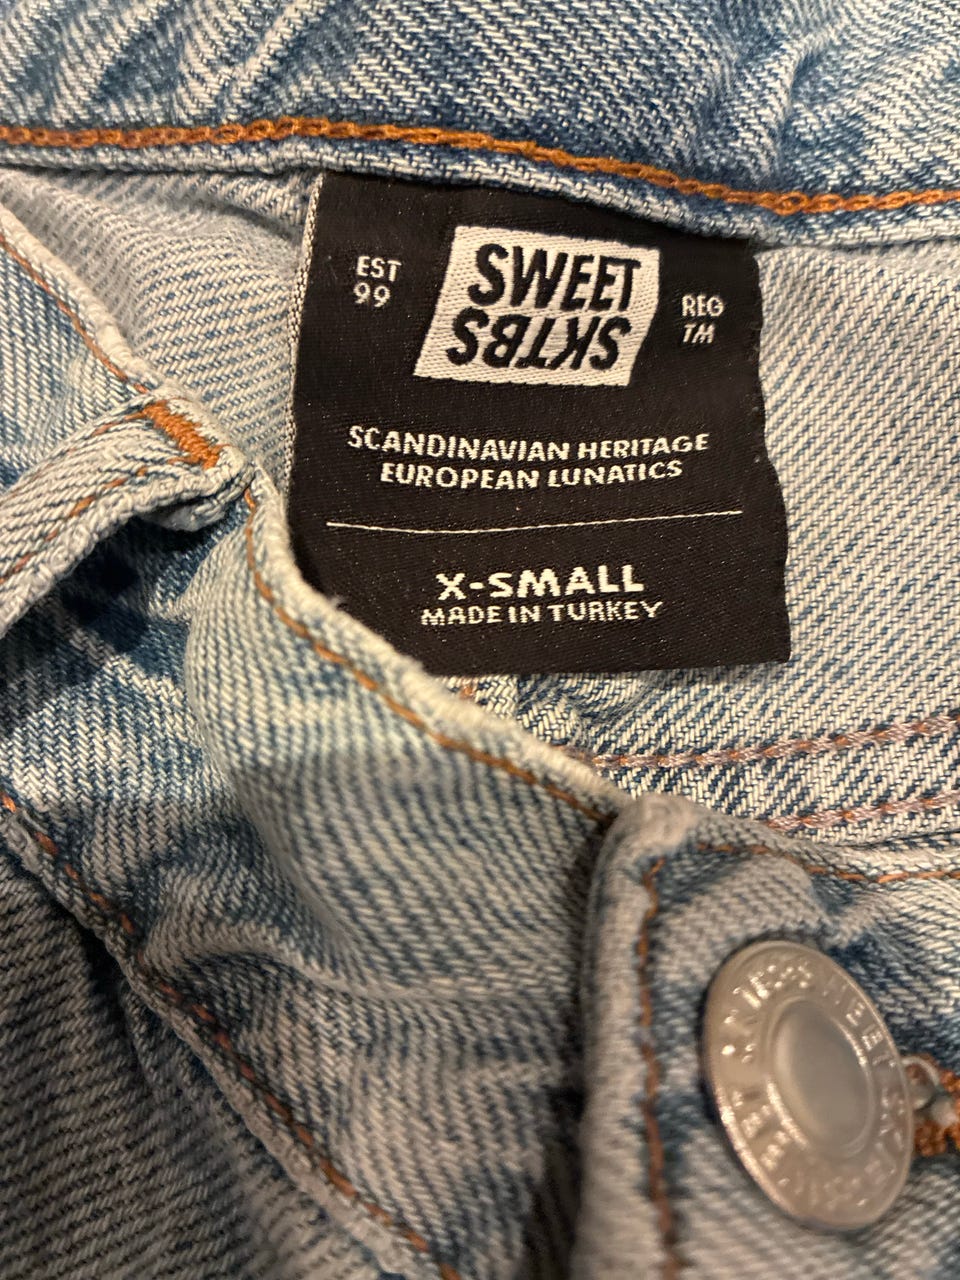 EST
99
SWEET
SKTBS
REG
TM
SCANDINAVIAN HERITAGE
EUROPEAN LUNATICS
X-SMALL
MADE IN TURKEY